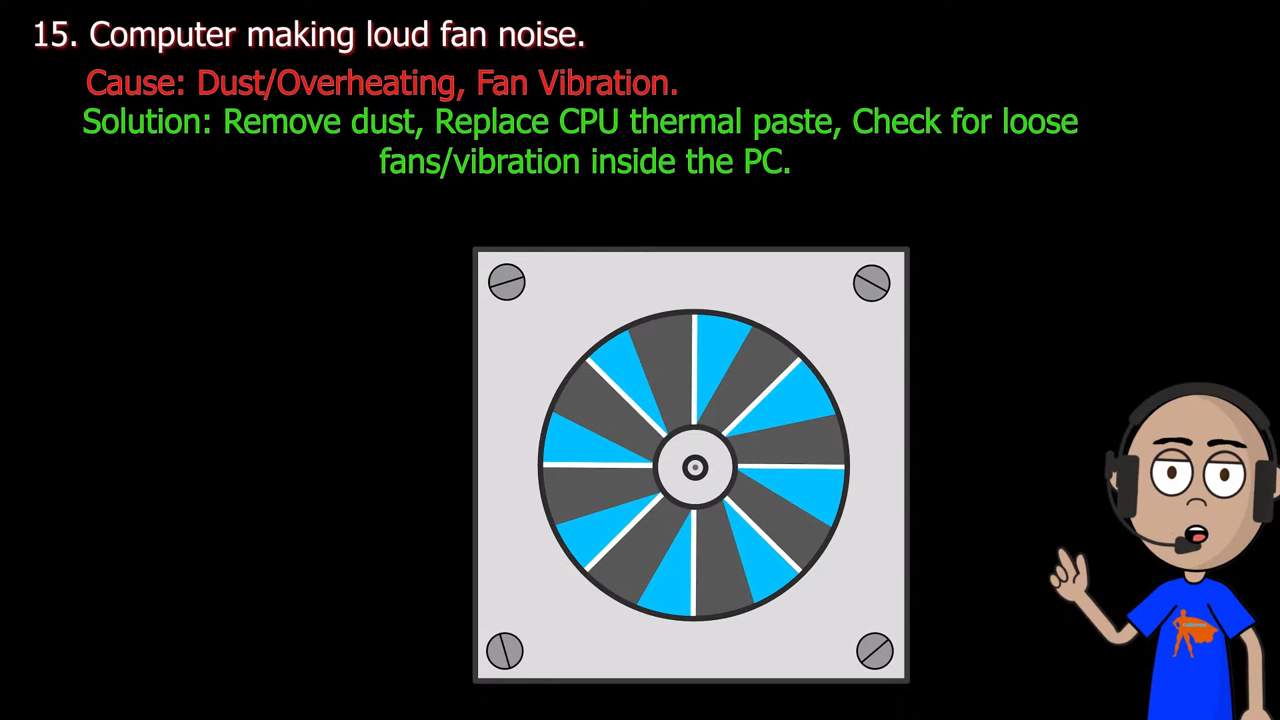 15. Computer making loud fan noise.
Cause: Dust/Overheating, Fan Vibration.
Solution: Remove dust, Replace CPU thermal paste, Check for loose
fans/vibration inside the PC.